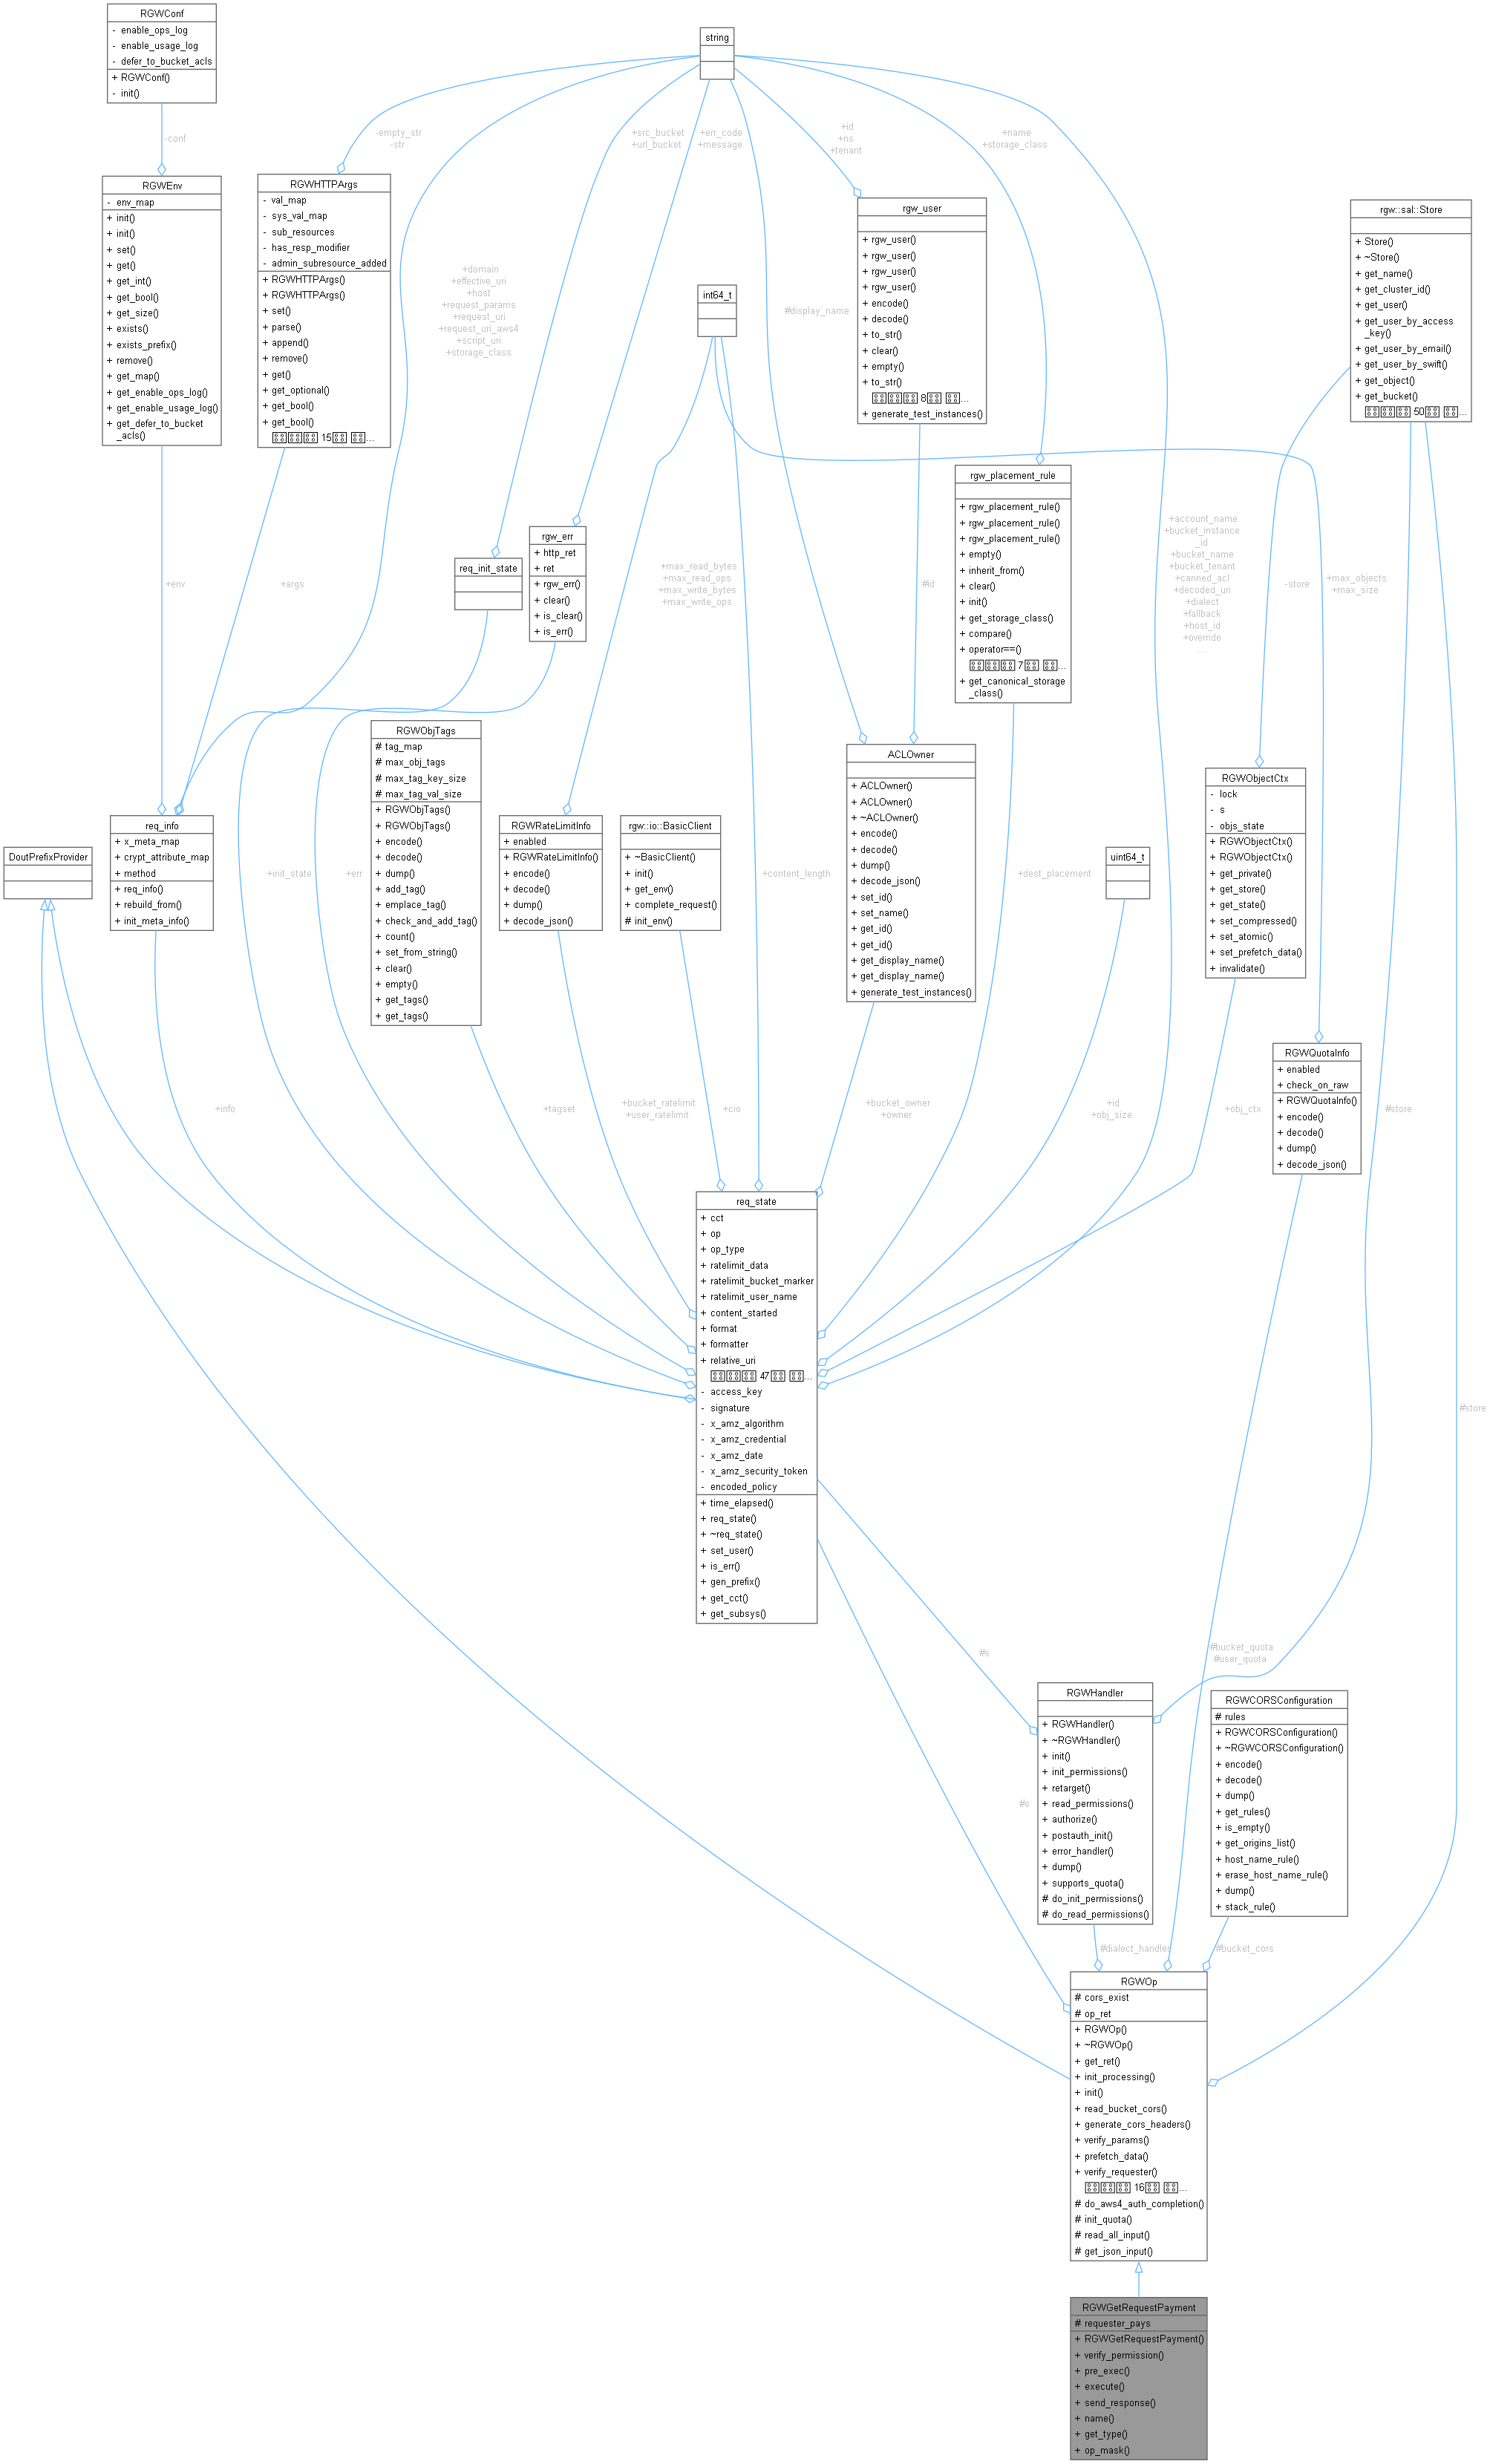 RGWConf
- enable_ops_log
- enable_usage_log
- defer_to_bucket_acls
+ RGWConf()
- init()
string
-conf
-empty_str
-str
+src_bucket
+url_bucket
+err_code
+message
+id
+ns
+tenant
+name
+storage_class
RGWEnv
- env_map
+ init()
+ init()
+ set()
+ get()
+ get_int()
+ get_bool()
+ get_size()
+ exists()
+ exists_prefix()
+ remove()
+ get_map()
+ get_enable_ops_log()
+ get_enable_usage_log()
+ get_defer_to_bucket
_acls()
RGWHTTPArgs
- val_map
- sys_val_map
- sub_resources
- has_resp_modifier
- admin_subresource_added
+ RGWHTTPArgs()
+ RGWHTTPArgs()
+ set()
+ parse()
+ append()
+ remove()
+ get()
+ get_optional()
+ get_bool()
+ get_bool()
15 ...
+domain
+effective_uri
+host
+request_params
+request_uri
+request_uri_aws4
+script_uri
+storage_class
int64_t
#display_name
rgw_user
+ rgw_user()
+ rgw_user()
+ rgw_user()
+ rgw_user()
+ encode()
+ decode()
+ to_str()
+ clear()
+ empty()
+ to_str()
8 ...
+ generate_test_instances()
rgw::sal::Store
+ Store()
+ ~Store()
+ get_name()
+ get_cluster_id()
+ get_user()
+ get_user_by_access
_key()
+ get_user_by_email()
+ get_user_by_swift()
+ get_object()
+ get_bucket()
50 ...
+env
+args
req_init_state
rgw_err
+ http_ret
+ ret
+ rgw_err()
+ clear()
+ is_clear()
+ is_err()
+max_read_bytes
+max_read_ops
+max_write_bytes
+max_write_ops
#id
rgw_placement_rule
+ rgw_placement_rule()
+ rgw_placement_rule()
+ rgw_placement_rule()
+ empty()
+ inherit_from()
+ clear()
+ init()
+ get_storage_class()
+ compare()
+ operator==()
7 ...
+ get_canonical_storage
_class()
+account_name
+bucket_instance
_id
+bucket_name
+bucket_tenant
+canned_acl
+decoded_uri
+dialect
+fallback
+host_id
+override
...
-store
+max_objects
+max_size
DoutPrefixProvider
req_info
+ x_meta_map
+ crypt_attribute_map
+ method
+ req_info()
+ rebuild_from()
+ init_meta_info()
+init_state
+err
RGWObjTags
# tag_map
# max_obj_tags
# max_tag_key_size
# max_tag_val_size
+ RGWObjTags()
+ RGWObjTags()
+ encode()
+ decode()
+ dump()
+ add_tag()
+ emplace_tag()
+ check_and_add_tag()
+ count()
+ set_from_string()
+ clear()
+ empty()
+ get_tags()
+ get_tags()
RGWRateLimitInfo
+ enabled
+ RGWRateLimitInfo()
+ encode()
+ decode()
+ dump()
+ decode_json()
rgw::io::BasicClient
+ ~BasicClient()
+ init()
+ get_env()
+ complete_request()
# init_env()
+content_length
ACLOwner
+ ACLOwner()
+ ACLOwner()
+ ~ACLOwner()
+ encode()
+ decode()
+ dump()
+ decode_json()
+ set_id()
+ set_name()
+ get_id()
+ get_id()
+ get_display_name()
+ get_display_name()
+ generate_test_instances()
+dest_placement
uint64_t
RGWObjectCtx
- lock
- s
- objs_state
+ RGWObjectCtx()
+ RGWObjectCtx()
+ get_private()
+ get_store()
+ get_state()
+ set_compressed()
+ set_atomic()
+ set_prefetch_data()
+ invalidate()
RGWQuotaInfo
+ enabled
+ check_on_raw
+ RGWQuotaInfo()
+ encode()
+ decode()
+ dump()
+ decode_json()
+info
+tagset
+bucket_ratelimit
+user_ratelimit
+cio
+bucket_owner
+owner
+id
+obj_size
+obj_ctx
#store
#store
req_state
+ cct
+ op
+ op_type
+ ratelimit_data
+ ratelimit_bucket_marker
+ ratelimit_user_name
+ content_started
+ format
+ formatter
+ relative_uri
47 ...
- access_key
- signature
- x_amz_algorithm
- x_amz_credential
- x_amz_date
- x_amz_security_token
- encoded_policy
+ time_elapsed()
+ req_state()
+ ~req_state()
+ set_user()
+ is_err()
+ gen_prefix()
+ get_cct()
+ get_subsys()
#s
#s
#bucket_quota
#user_quota
RGWHandler
+ RGWHandler()
+ ~RGWHandler()
+ init()
+ init_permissions()
+ retarget()
+ read_permissions()
+ authorize()
+ postauth_init()
+ error_handler()
+ dump()
+ supports_quota()
# do_init_permissions()
# do_read_permissions()
RGWCORSConfiguration
# rules
+ RGWCORSConfiguration()
+ ~RGWCORSConfiguration()
+ encode()
+ decode()
+ dump()
+ get_rules()
+ is_empty()
+ get_origins_list()
+ host_name_rule()
+ erase_host_name_rule()
+ dump()
+ stack_rule()
#dialect_handler
#bucket_cors
RGWOp
# cors_exist
# op_ret
+ RGWOp()
+ ~RGWOp()
+ get_ret()
+ init_processing()
+ init()
+ read_bucket_cors()
+ generate_cors_headers()
+ verify_params()
+ prefetch_data()
+ verify_requester()
16 ...
# do_aws4_auth_completion()
# init_quota()
# read_all_input()
# get_json_input()
RGWGetRequestPayment
# requester_pays
+ RGWGetRequestPayment()
+ verify_permission()
+ pre_exec()
+ execute()
+ send_response()
+ name()
+ get_type()
+ op_mask()